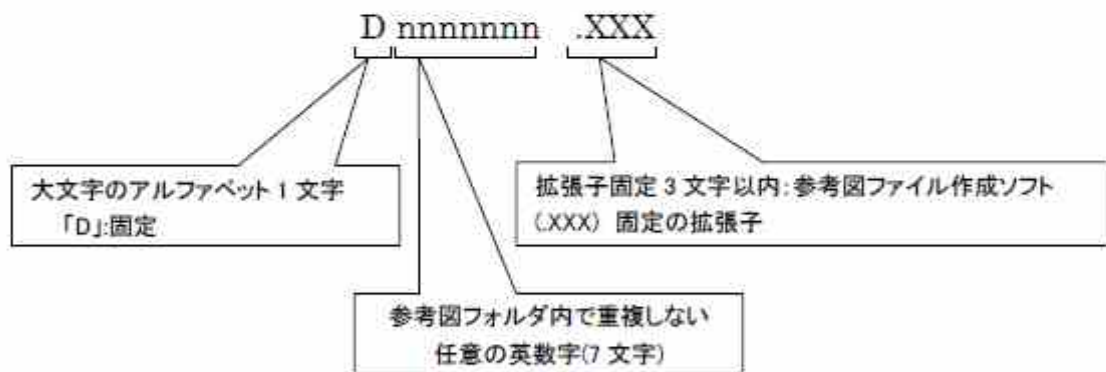 D nnnnnnn .XXX
大文字のアルファベット 1 文字
「D」:固定
拡張子固定 3 文字以内:参考図ファイル作成ソフト
(.XXX) 固定の拡張子
参考図フォルダ内で重複しない
任意の英数字(7 文字)